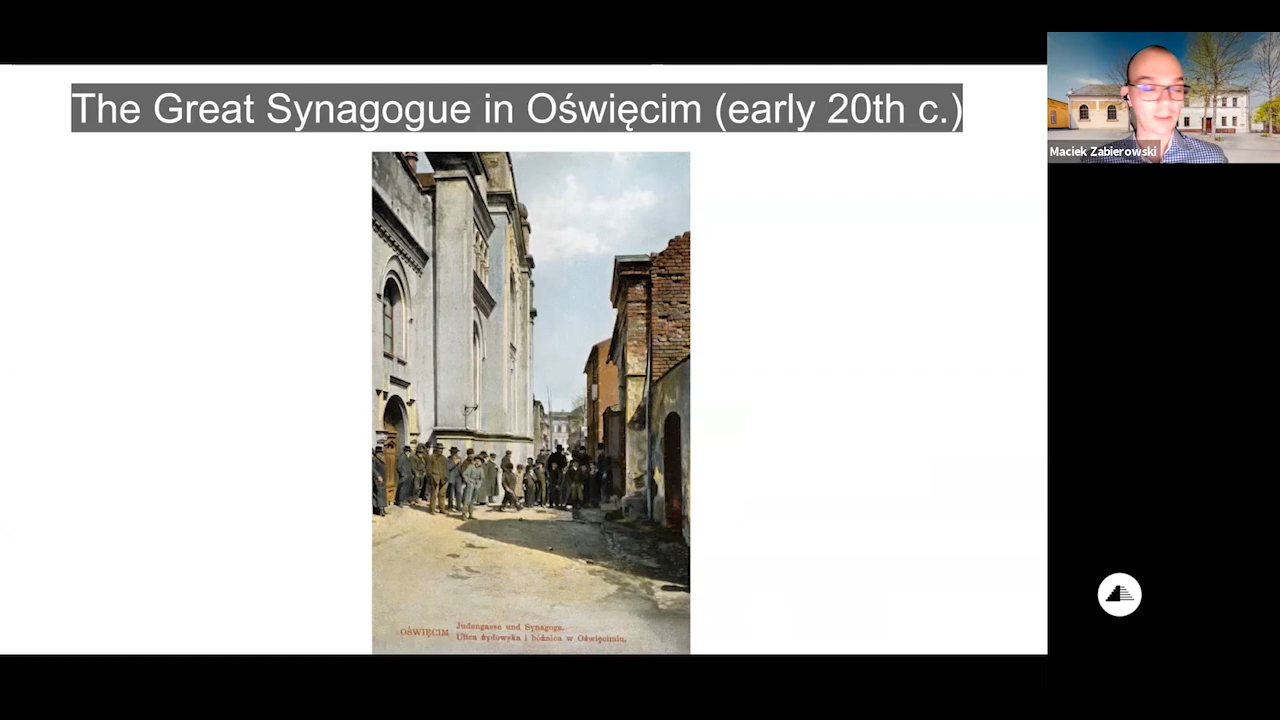 The Great Synagogue in Oświęcim (early 20th c.)
Maciek Zabierowski
OŚWIĘCIM
Judengasse und Synagoge.
Ulica żydowska i bóżnica w Oświęcimiu.